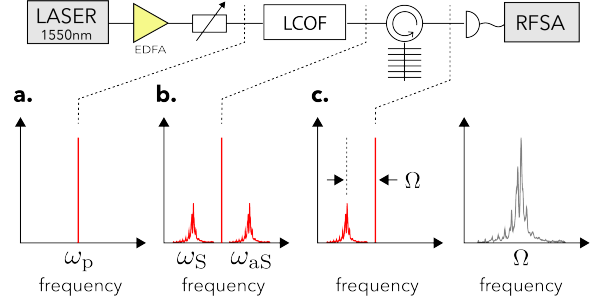 LASER
1550nm
EDFA
LCOF
RFSA
a.
b.
c.
Ω
ωp
ωS
ωaS
Ω
frequency
frequency
frequency
frequency